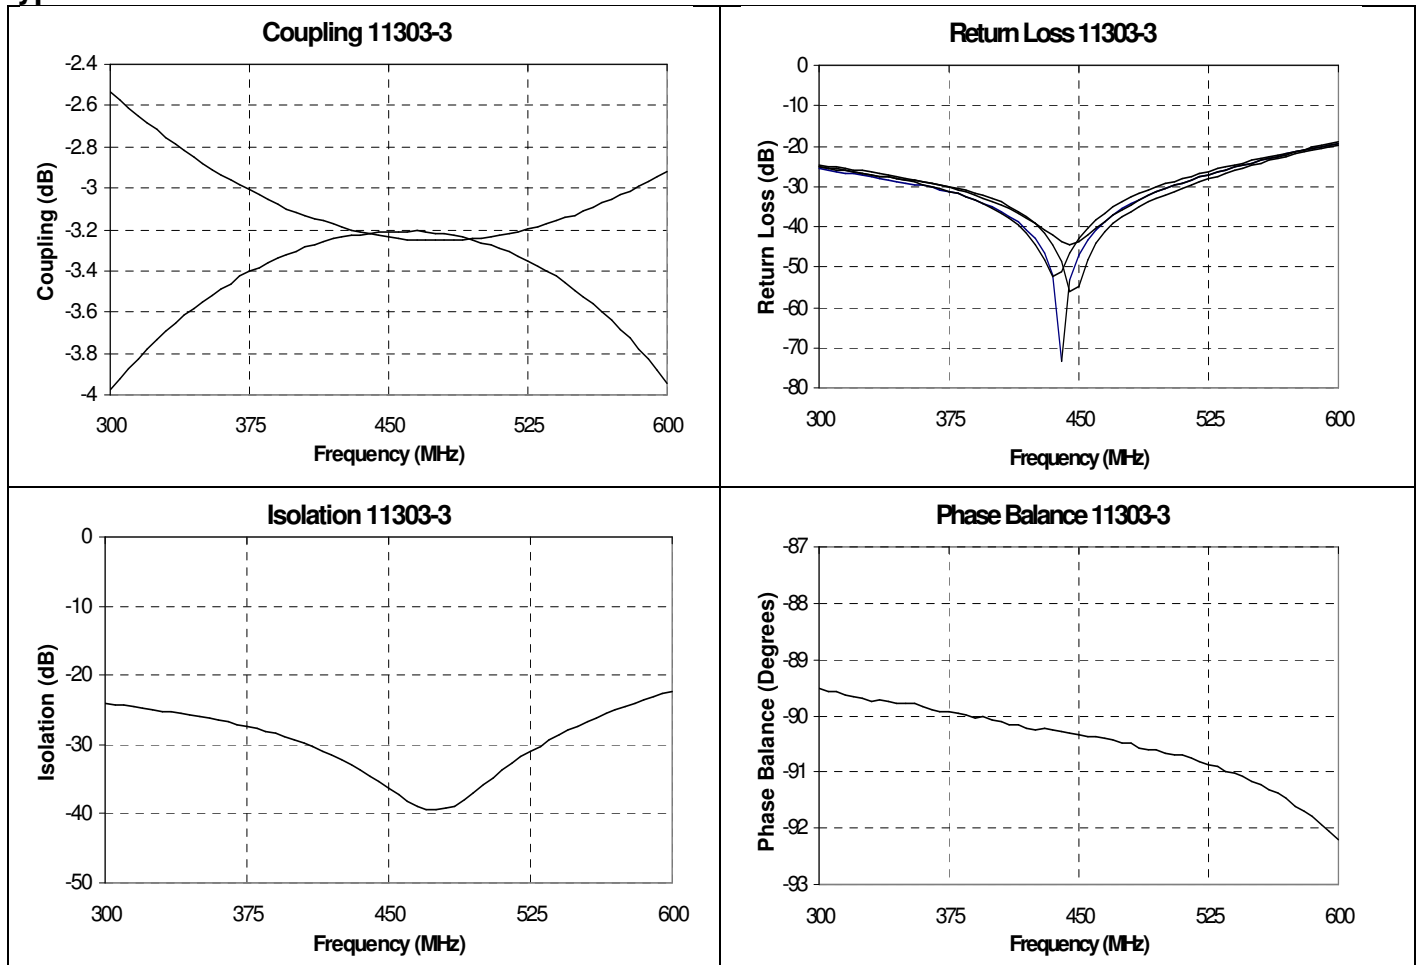 Coupling 11303-3
-2.4
-2.6
-2.8
-3
-3.2
-3.4
-3.6
-3.8
-4
Coupling (dB)
300 375 450 525 600
Frequency (MHz)
Return Loss 11303-3
0
-10
-20
-30
-40
-50
-60
-70
-80
Return Loss (dB)
300 375 450 525 600
Frequency (MHz)
Isolation 11303-3
0
-10
-20
-30
-40
-50
Isolation (dB)
300 375 450 525 600
Frequency (MHz)
Phase Balance 11303-3
-87
-88
-89
-90
-91
-92
-93
Phase Balance (Degrees)
300 375 450 525 600
Frequency (MHz)